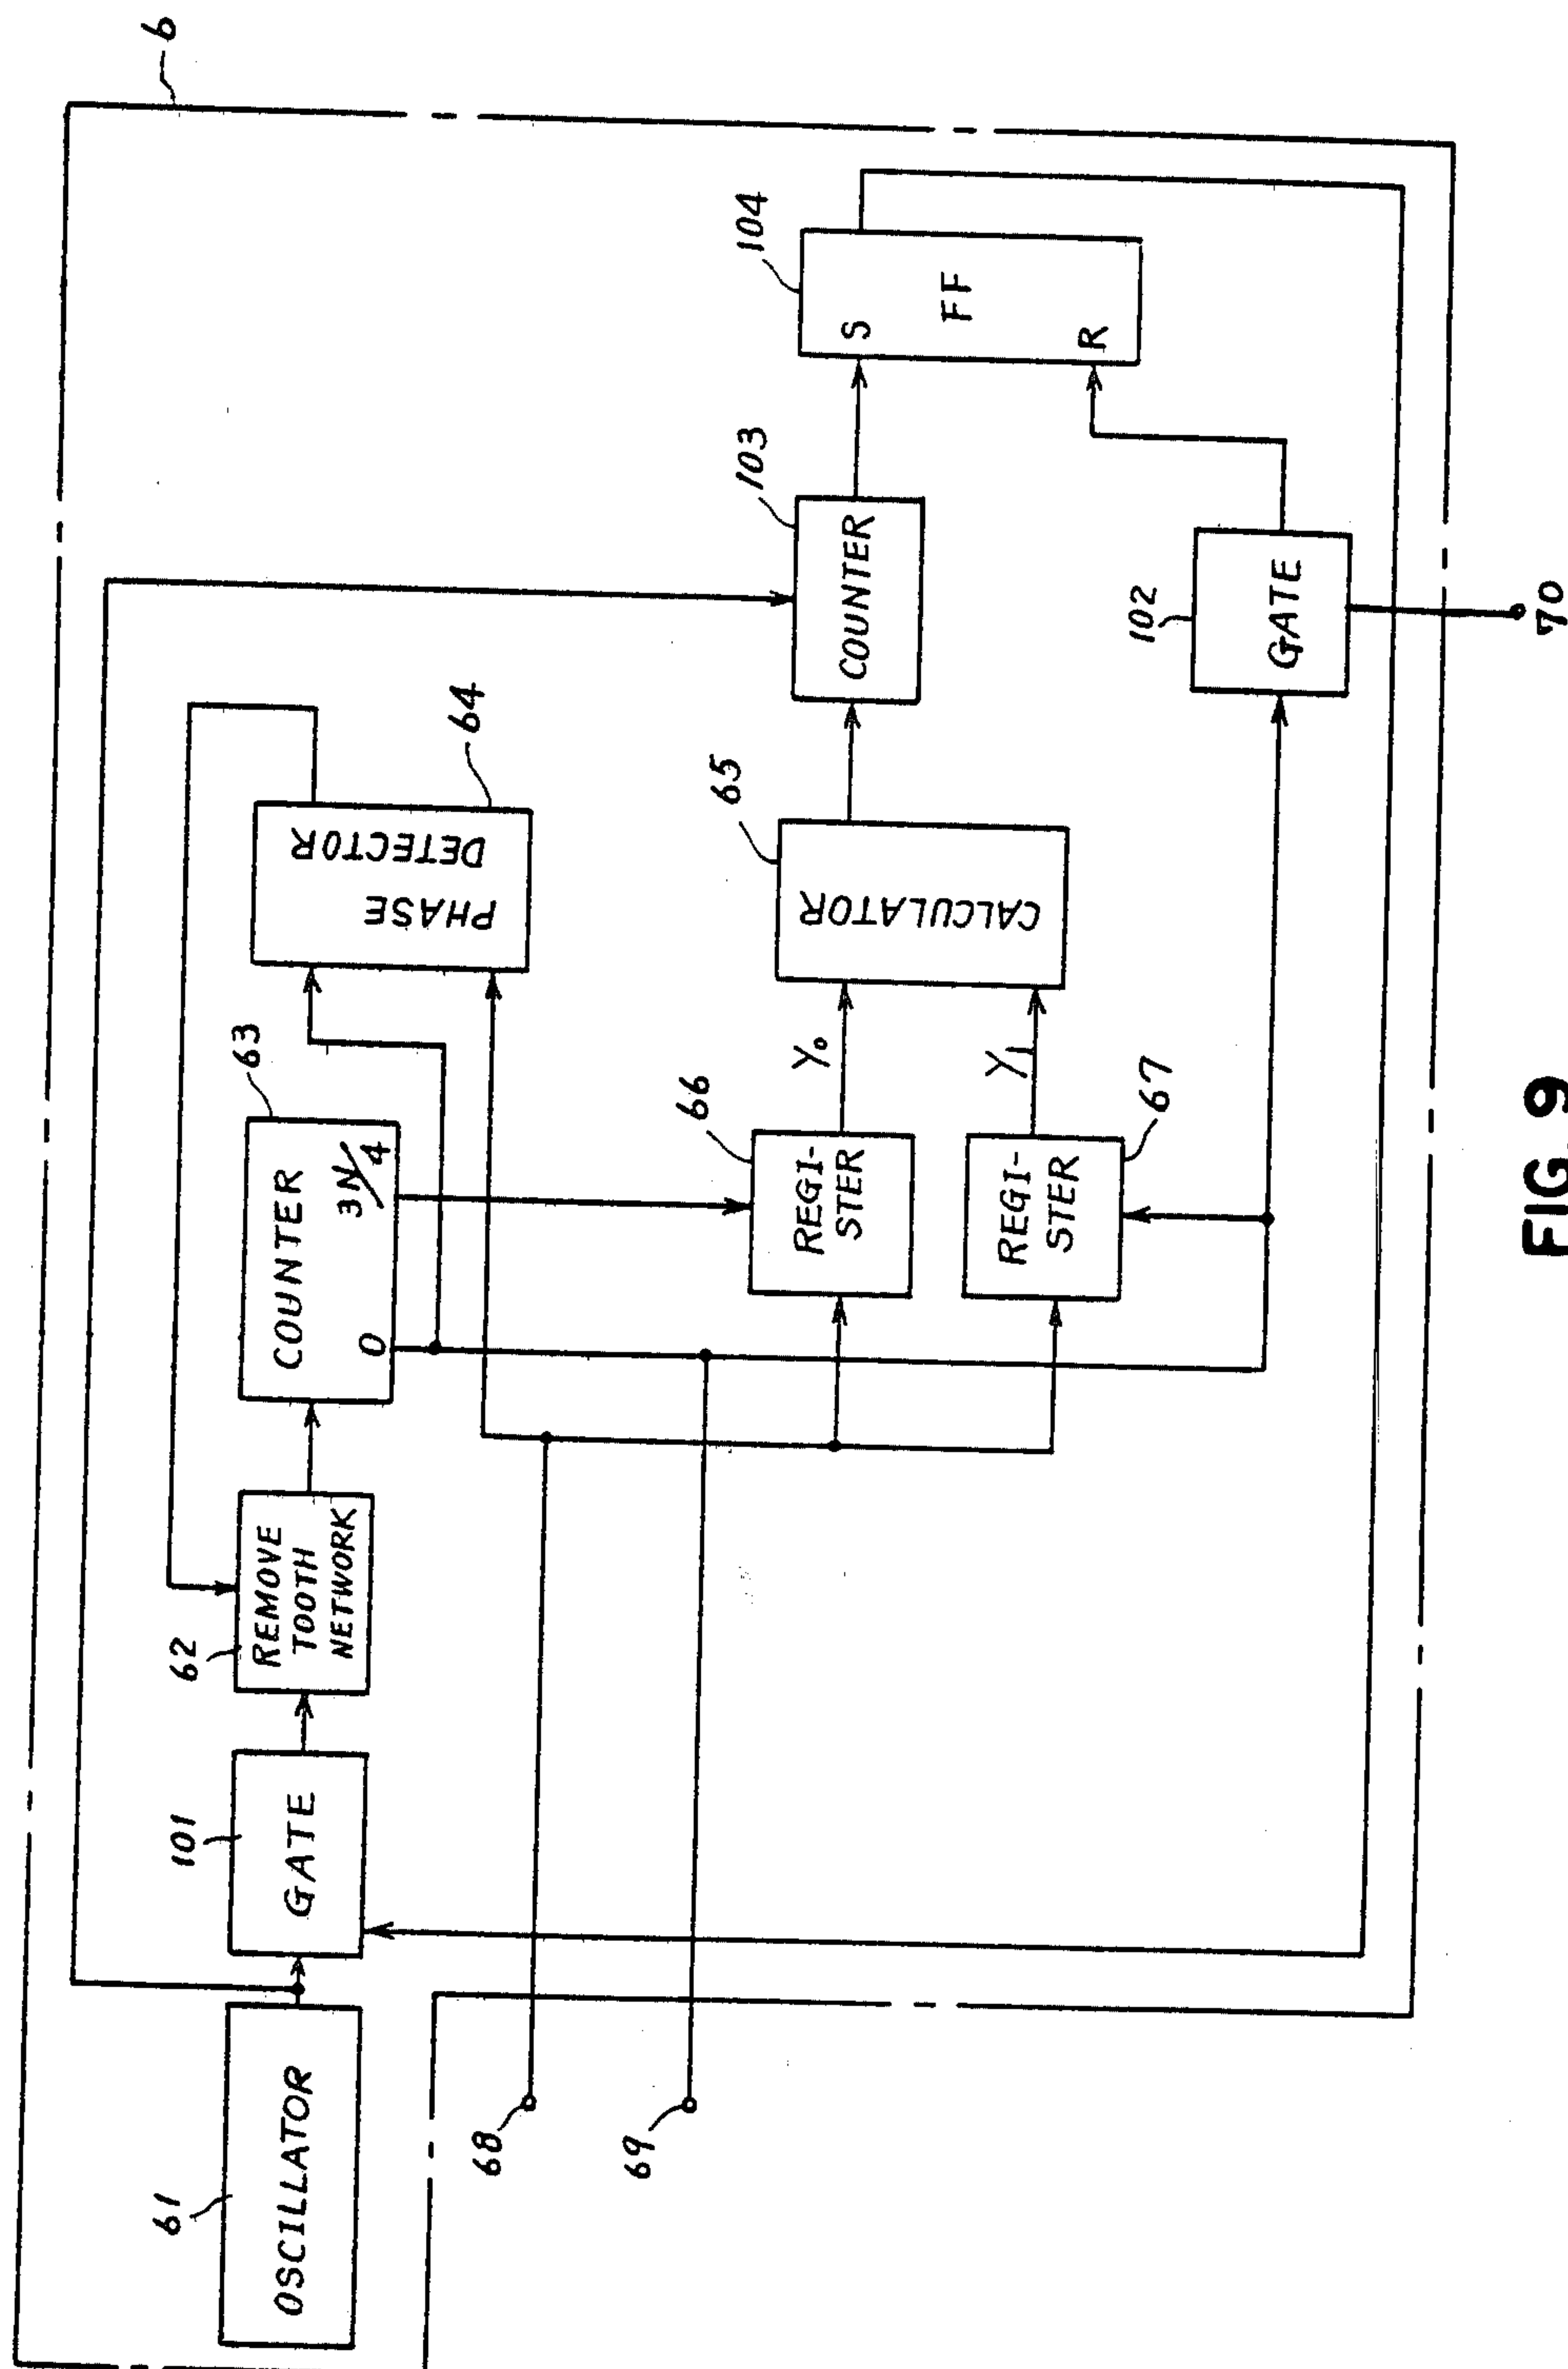 6
61
OSCILLATOR
101
GATE
62
REMOVE
TOOTH
NETWORK
63
COUNTER
0
3N/4
64
PHASE
DETECTOR
68
69
66
REGI-
STER
Y₀
67
REGI-
STER
Y₁
65
CALCULATOR
103
COUNTER
104
S
FF
R
102
GATE
70
FIG 9